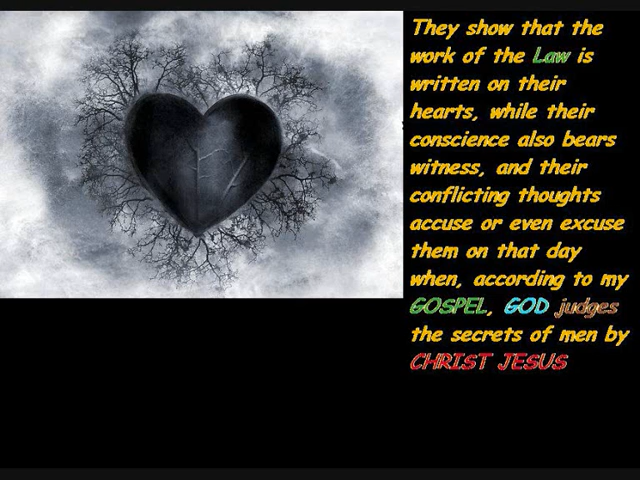 They show that the
work of the Law is
written on their
hearts, while their
conscience also bears
witness, and their
conflicting thoughts
accuse or even excuse
them on that day
when, according to my
GOSPEL, GOD judges
the secrets of men by
CHRIST JESUS